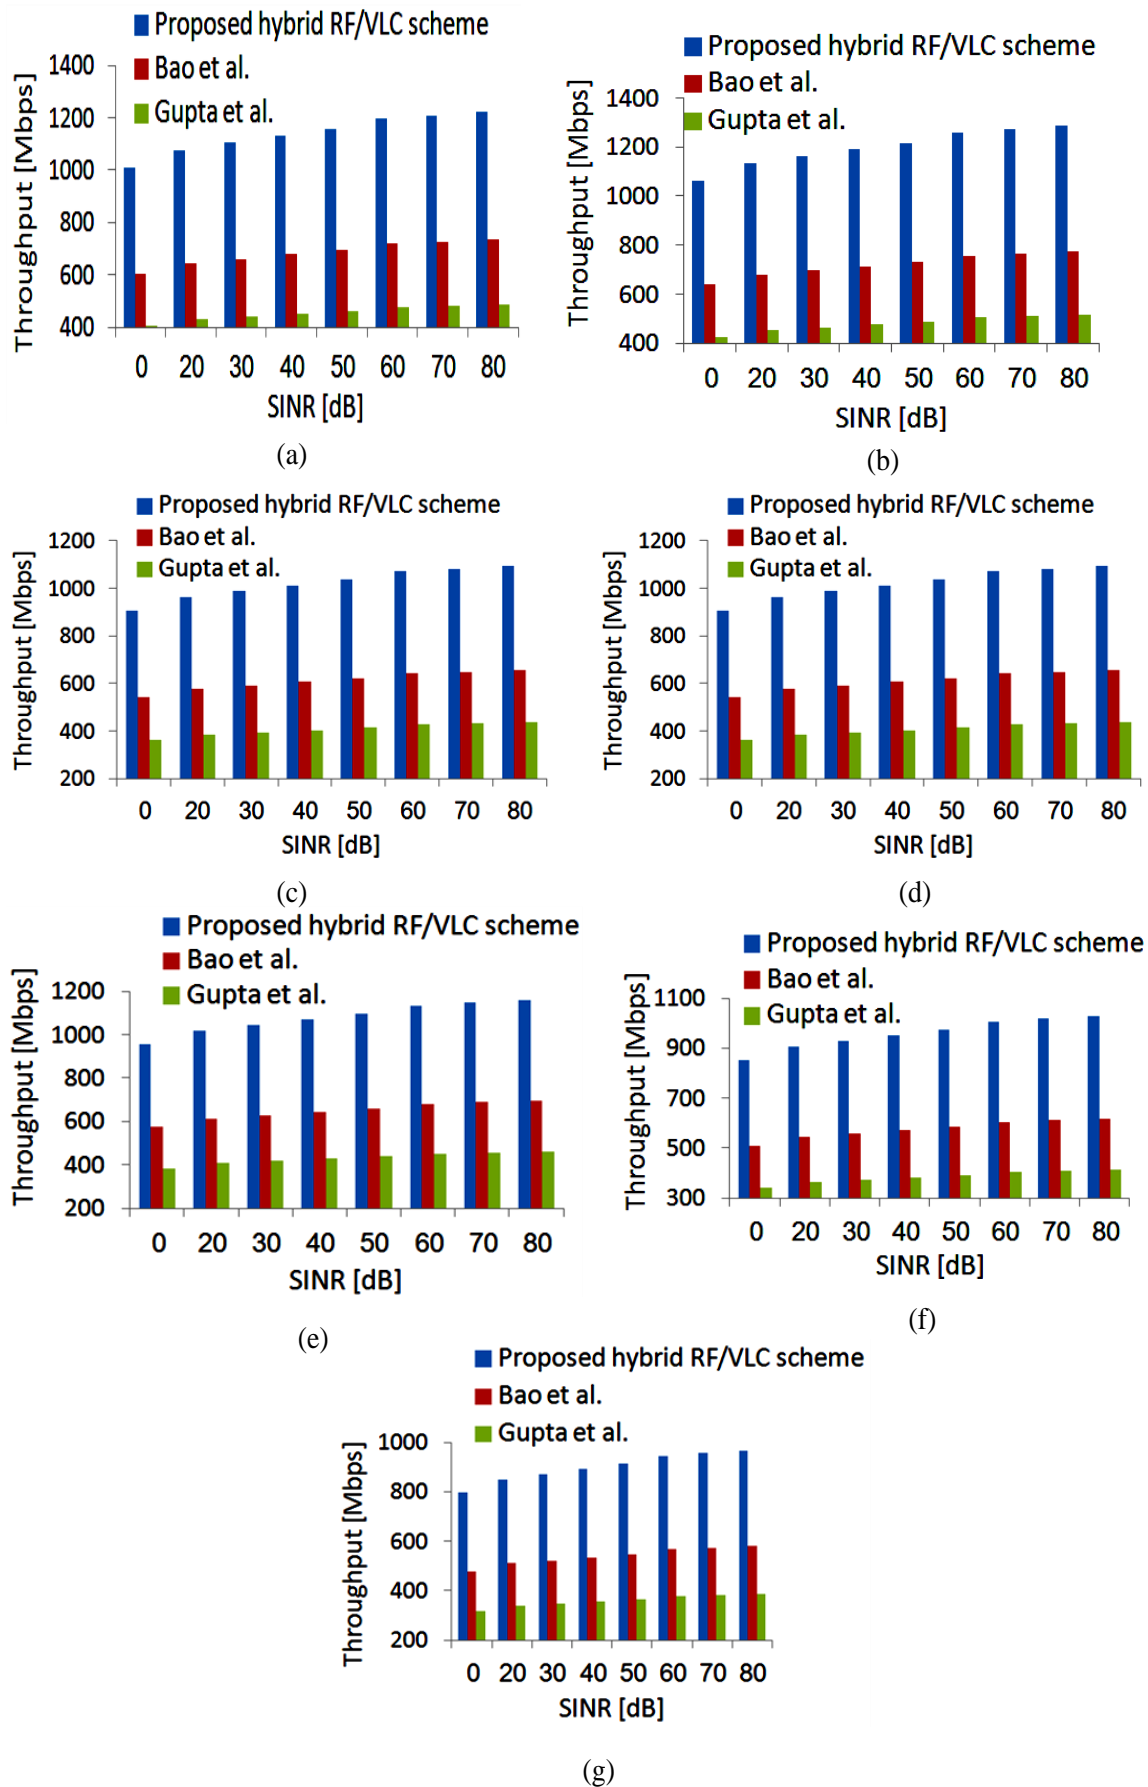 Proposed hybrid RF/VLC scheme
Bao et al.
Gupta et al.
Throughput [Mbps]
1400
1200
1000
800
600
400
0 20 30 40 50 60 70 80
SINR [dB]
(a)
Proposed hybrid RF/VLC scheme
Bao et al.
Gupta et al.
Throughput [Mbps]
1400
1200
1000
800
600
400
0 20 30 40 50 60 70 80
SINR [dB]
(b)
Proposed hybrid RF/VLC scheme
Bao et al.
Gupta et al.
Throughput [Mbps]
1200
1000
800
600
400
200
0 20 30 40 50 60 70 80
SINR [dB]
(c)
Proposed hybrid RF/VLC scheme
Bao et al.
Gupta et al.
Throughput [Mbps]
1200
1000
800
600
400
200
0 20 30 40 50 60 70 80
SINR [dB]
(d)
Proposed hybrid RF/VLC scheme
Bao et al.
Gupta et al.
Throughput [Mbps]
1200
1000
800
600
400
200
0 20 30 40 50 60 70 80
SINR [dB]
(e)
Proposed hybrid RF/VLC scheme
Bao et al.
Gupta et al.
Throughput [Mbps]
1100
900
700
500
300
0 20 30 40 50 60 70 80
SINR [dB]
(f)
Proposed hybrid RF/VLC scheme
Bao et al.
Gupta et al.
Throughput [Mbps]
1000
800
600
400
200
0 20 30 40 50 60 70 80
SINR [dB]
(g)